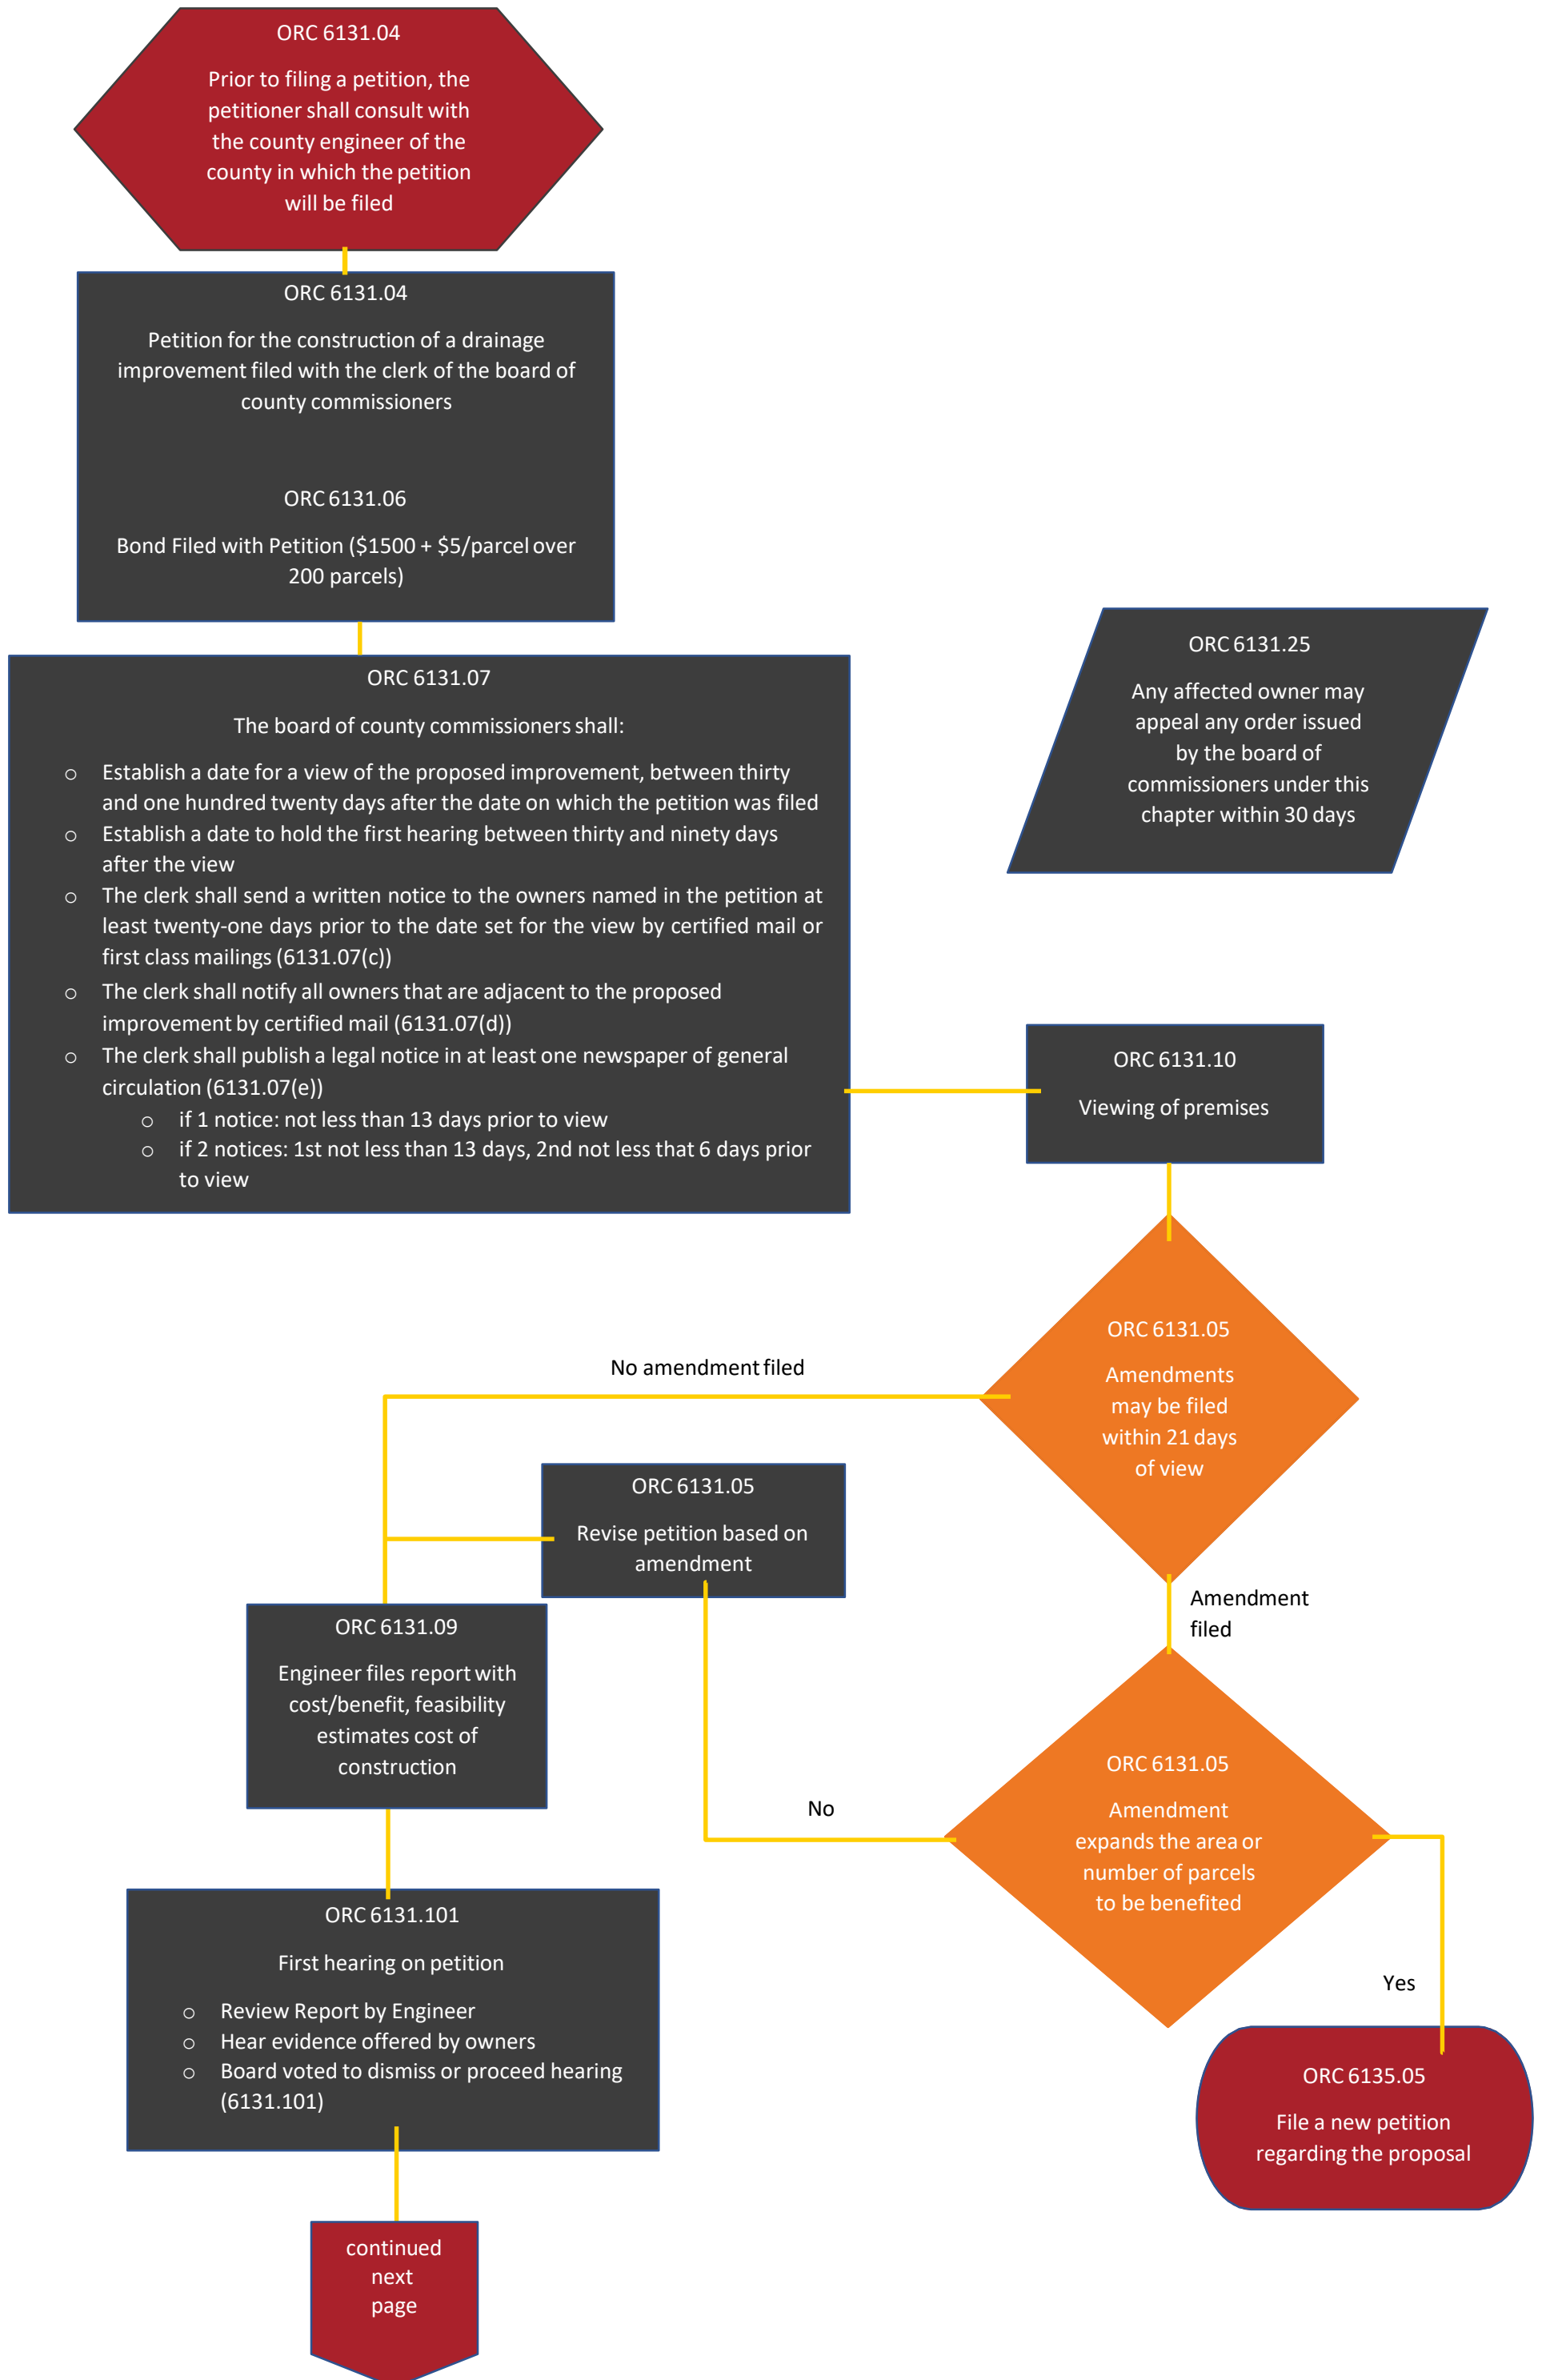 ORC 6131.04
Prior to filing a petition, the
petitioner shall consult with
the county engineer of the
county in which the petition
will be filed
ORC 6131.04
Petition for the construction of a drainage
improvement filed with the clerk of the board of
county commissioners
ORC 6131.06
Bond Filed with Petition ($1500 + $5/parcel over
200 parcels)
ORC 6131.07
The board of county commissioners shall:
o Establish a date for a view of the proposed improvement, between thirty
and one hundred twenty days after the date on which the petition was filed
o Establish a date to hold the first hearing between thirty and ninety days
after the view
o The clerk shall send a written notice to the owners named in the petition at
least twenty-one days prior to the date set for the view by certified mail or
first class mailings (6131.07(c))
o The clerk shall notify all owners that are adjacent to the proposed
improvement by certified mail (6131.07(d))
o The clerk shall publish a legal notice in at least one newspaper of general
circulation (6131.07(e))
o if 1 notice: not less than 13 days prior to view
o if 2 notices: 1st not less than 13 days, 2nd not less that 6 days prior
to view
ORC 6131.25
Any affected owner may
appeal any order issued
by the board of
commissioners under this
chapter within 30 days
ORC 6131.10
Viewing of premises
ORC 6131.05
Amendments
may be filed
within 21 days
of view
No amendment filed
Amendment
filed
ORC 6131.05
Revise petition based on
amendment
ORC 6131.09
Engineer files report with
cost/benefit, feasibility
estimates cost of
construction
ORC 6131.05
Amendment
expands the area or
number of parcels
to be benefited
No
Yes
ORC 6131.101
First hearing on petition
o Review Report by Engineer
o Hear evidence offered by owners
o Board voted to dismiss or proceed hearing
(6131.101)
ORC 6135.05
File a new petition
regarding the proposal
continued
next
page